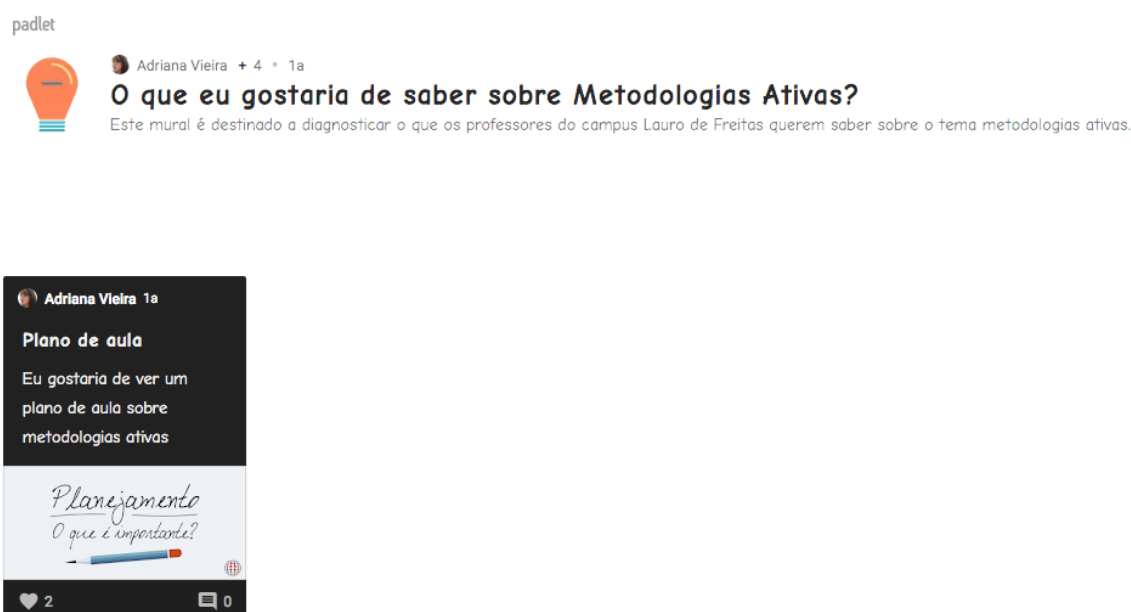 padlet
Adriana Vieira + 4 • 1a
O que eu gostaria de saber sobre Metodologias Ativas?
Este mural é destinado a diagnosticar o que os professores do campus Lauro de Freitas querem saber sobre o tema metodologias ativas.
Adriana Vieira 1a
Plano de aula
Eu gostaria de ver um
plano de aula sobre
metodologias ativas
Planejamento
O que é importante?
2
0